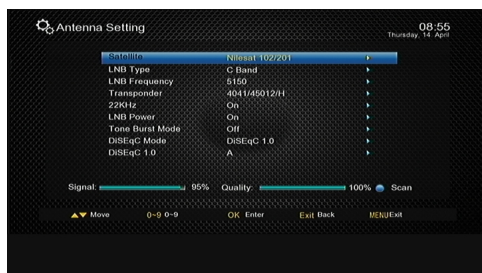 Antenna Setting
08:55
Thursday, 14. April
Satellite Nilesat 102/201
LNB Type C Band
LNB Frequency 5150
Transponder 4041/45012/H
22KHz On
LNB Power On
Tone Burst Mode Off
DiSEqC Mode DiSEqC 1.0
DiSEqC 1.0 A
Signal: 95% Quality: 100% Scan
Move 0~9 0~9 OK Enter Exit Back MENU Exit